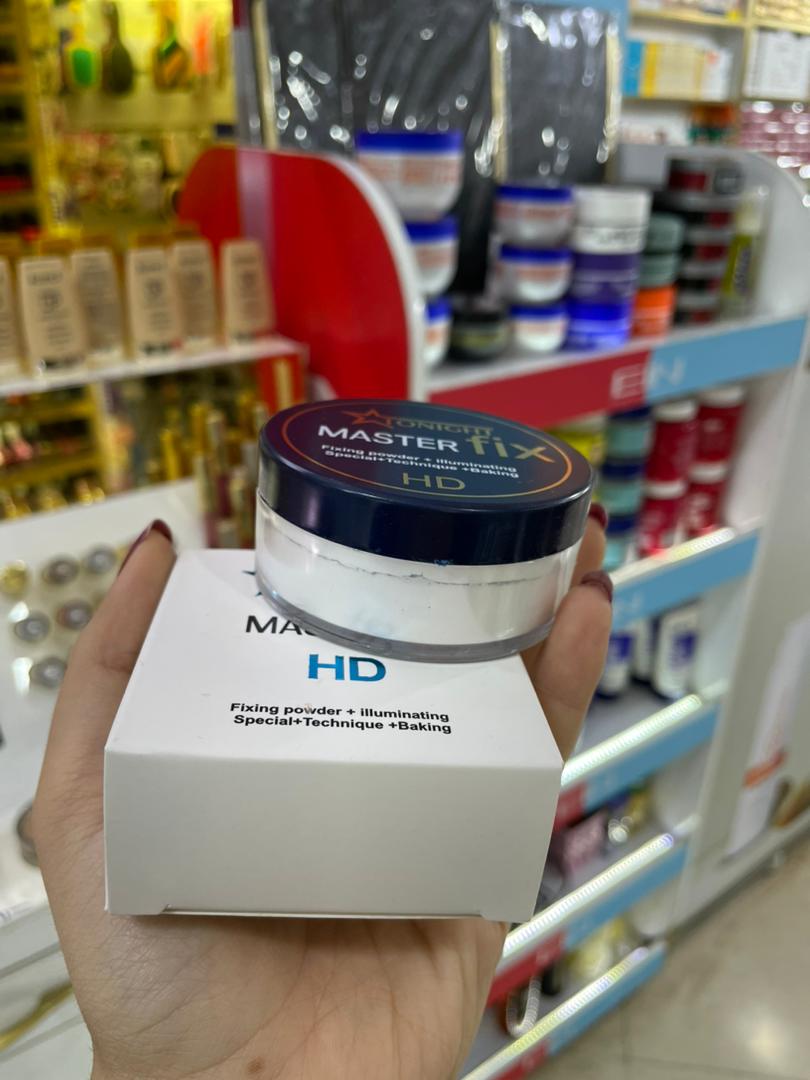 TONIGHT
MASTER fix
Fixing powder + illuminating
Special+Technique +Baking
HD
HD
Fixing powder + illuminating
Special+Technique +Baking